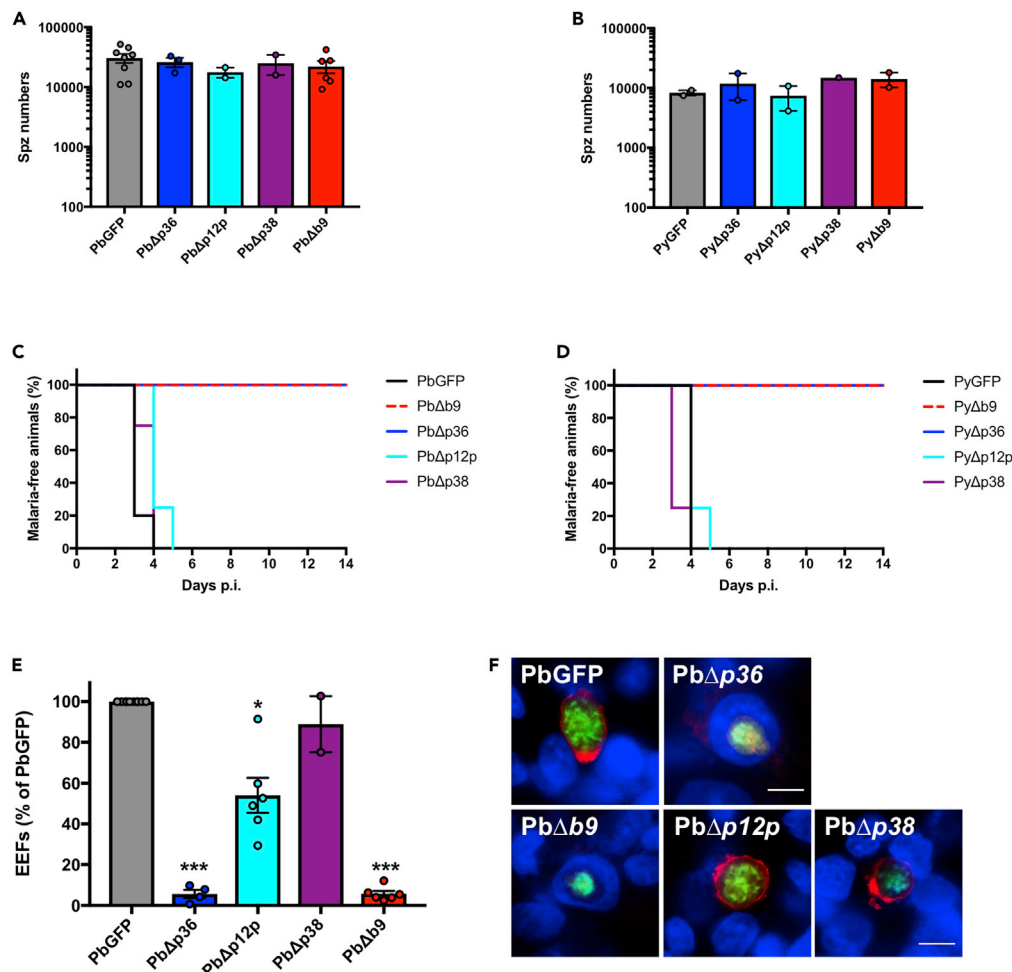 A
100000
10000
1000
100
Spz numbers
PbGFP
PbΔp36
PbΔp12p
PbΔp38
PbΔb9
B
100000
10000
1000
100
Spz numbers
PyGFP
PyΔp36
PyΔp12p
PyΔp38
PyΔb9
C
100
80
60
40
20
0
Malaria-free animals (%)
0 2 4 6 8 10 12 14
Days p.i.
PbGFP
PbΔb9
PbΔp36
PbΔp12p
PbΔp38
D
100
80
60
40
20
0
Malaria-free animals (%)
0 2 4 6 8 10 12 14
Days p.i.
PyGFP
PyΔb9
PyΔp36
PyΔp12p
PyΔp38
E
100
80
60
40
20
0
EEFs (% of PbGFP)
***
*
***
PbGFP
PbΔp36
PbΔp12p
PbΔp38
PbΔb9
F
PbGFP
PbΔp36
PbΔb9
PbΔp12p
PbΔp38